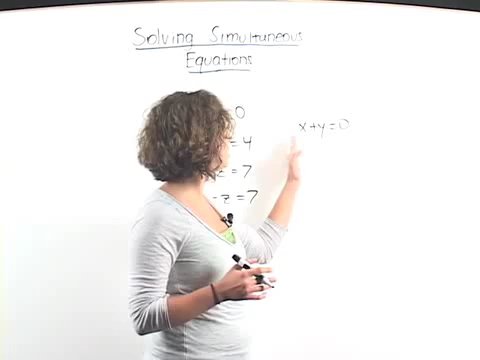 Solving Simultaneous
Equations
0
x+y=0
= 4
z = 7
- z = 7